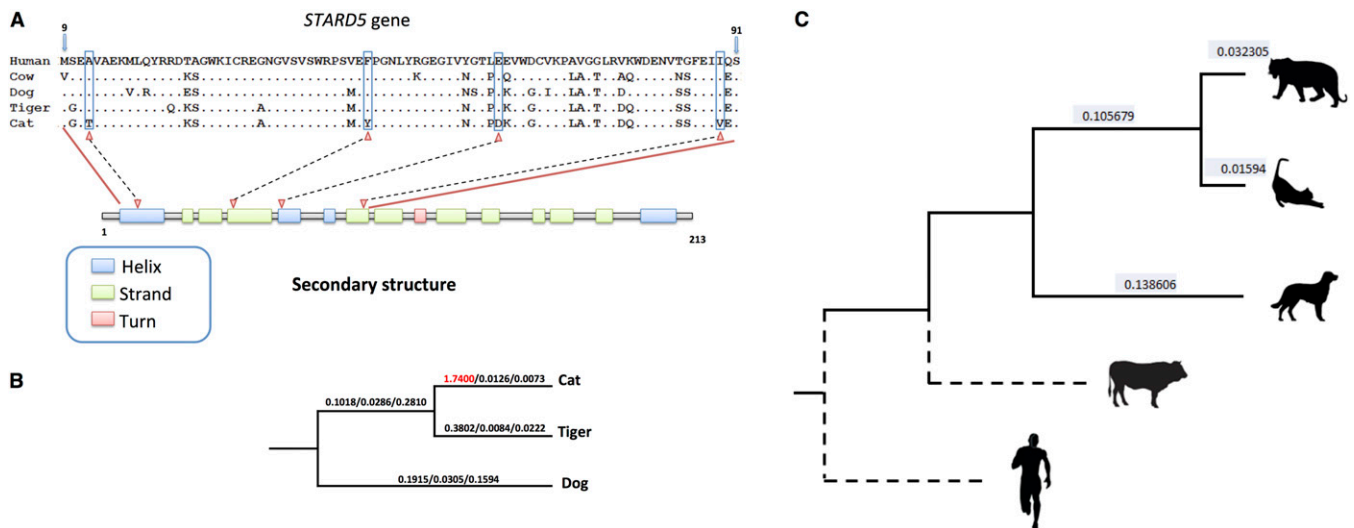 A
STARD5 gene
9 91
Human MSEAVAEKMLQYRRDTAGWKICREGNGVSVSWRPSVEFPGNLYRGEGIVYGTLEEVWDCVKPAVGGLRVKWDENVTGFEIIQS
Cow V..............KS..........................K.....N..P.Q.......LA.T..AQ.....NS....E.
Dog ........V.R....ES..................M.............NS.P.K..G.I..LA.T..D......SS....E.
Tiger .G...........Q.KS.......A..........M.............N..P.K..G....LA.T..DQ.....SS....E.
Cat .G.T...........KS.......A..........M.Y...........N..PDK..G....LA.T..DQ.....SS...VE.
1 213
Helix
Strand
Turn
Secondary structure
B
1.7400/0.0126/0.0073 Cat
0.1018/0.0286/0.2810
0.3802/0.0084/0.0222 Tiger
0.1915/0.0305/0.1594 Dog
C
0.032305
0.105679
0.01594
0.138606